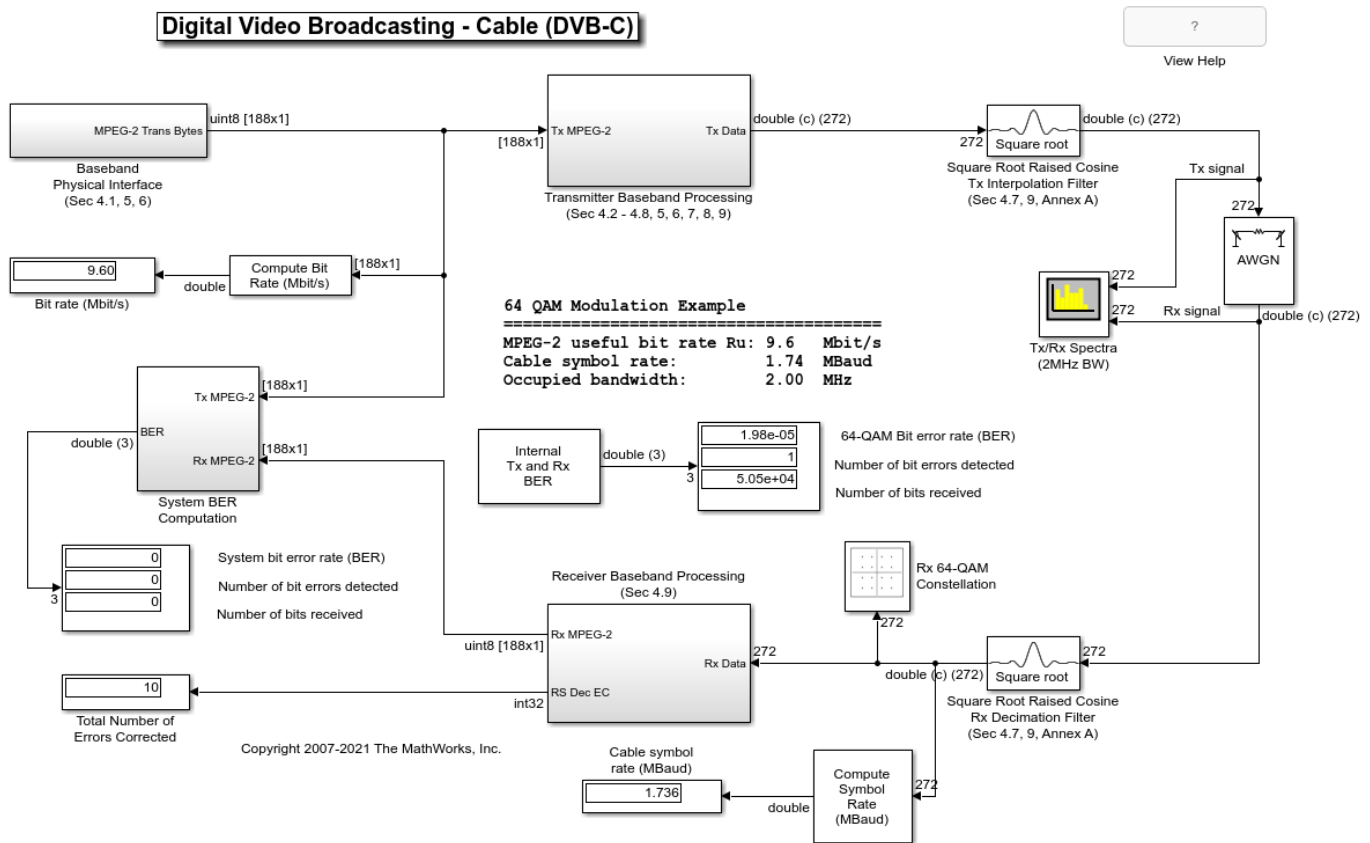 Digital Video Broadcasting - Cable (DVB-C)
?
View Help
MPEG-2 Trans Bytes
uint8 [188x1]
Baseband
Physical Interface
(Sec 4.1, 5, 6)
[188x1]
Tx MPEG-2
Tx Data
Transmitter Baseband Processing
(Sec 4.2 - 4.8, 5, 6, 7, 8, 9)
double (c) (272)
272
Square root
Square Root Raised Cosine
Tx Interpolation Filter
(Sec 4.7, 9, Annex A)
double (c) (272)
Tx signal
272
AWGN
272
272
Rx signal
double (c) (272)
Tx/Rx Spectra
(2MHz BW)
9.60
Bit rate (Mbit/s)
double
Compute Bit
Rate (Mbit/s)
[188x1]
64 QAM Modulation Example
=======================================
MPEG-2 useful bit rate Ru: 9.6 Mbit/s
Cable symbol rate: 1.74 MBaud
Occupied bandwidth: 2.00 MHz
[188x1]
Tx MPEG-2
BER
double (3)
Rx MPEG-2
[188x1]
System BER
Computation
Internal
Tx and Rx
BER
double (3)
3
1.98e-05
64-QAM Bit error rate (BER)
1
Number of bit errors detected
5.05e+04
Number of bits received
3
0
System bit error rate (BER)
0
Number of bit errors detected
0
Number of bits received
Receiver Baseband Processing
(Sec 4.9)
Rx MPEG-2
uint8 [188x1]
Rx Data
RS Dec EC
int32
272
Rx 64-QAM
Constellation
272
double (c) (272)
Square root
272
Square Root Raised Cosine
Rx Decimation Filter
(Sec 4.7, 9, Annex A)
10
Total Number of
Errors Corrected
Copyright 2007-2021 The MathWorks, Inc.
Cable symbol
rate (MBaud)
1.736
double
Compute
Symbol
Rate
(MBaud)
272